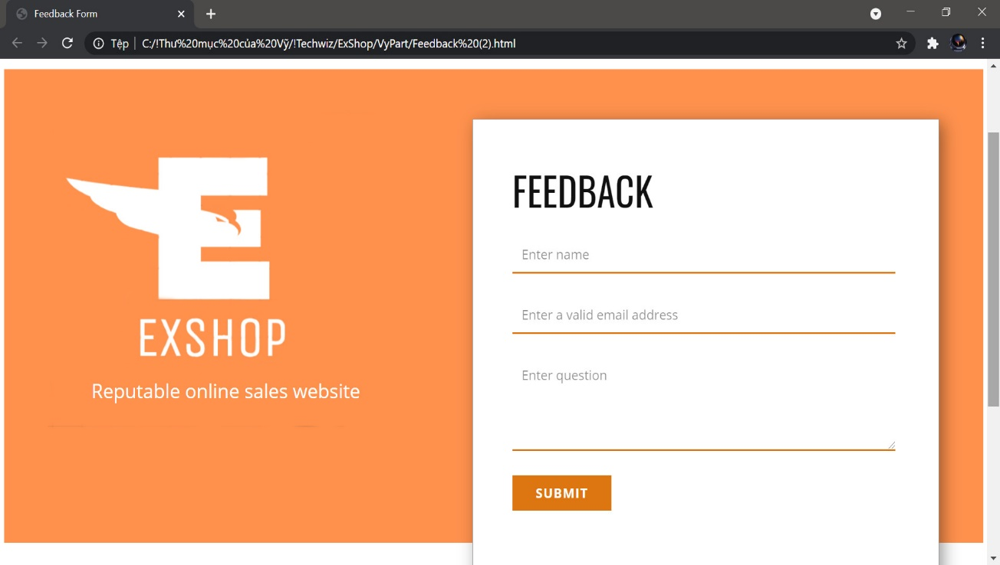 Feedback Form
Tệp C:/!Thư%20mục%20của%20Vỹ/!Techwiz/ExShop/VyPart/Feedback%20(2).html
E
EXSHOP
Reputable online sales website
FEEDBACK
Enter name
Enter a valid email address
Enter question
SUBMIT